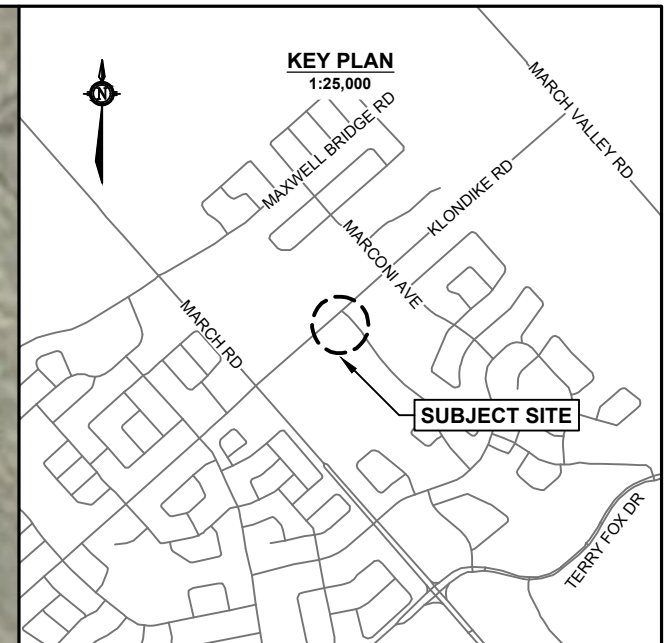 KEY PLAN
1:25,000
N
MARCH VALLEY RD
MAXWELL BRIDGE RD
KLONDIKE RD
MARCONI AVE
MARCH RD
SUBJECT SITE
TERRY FOX DR